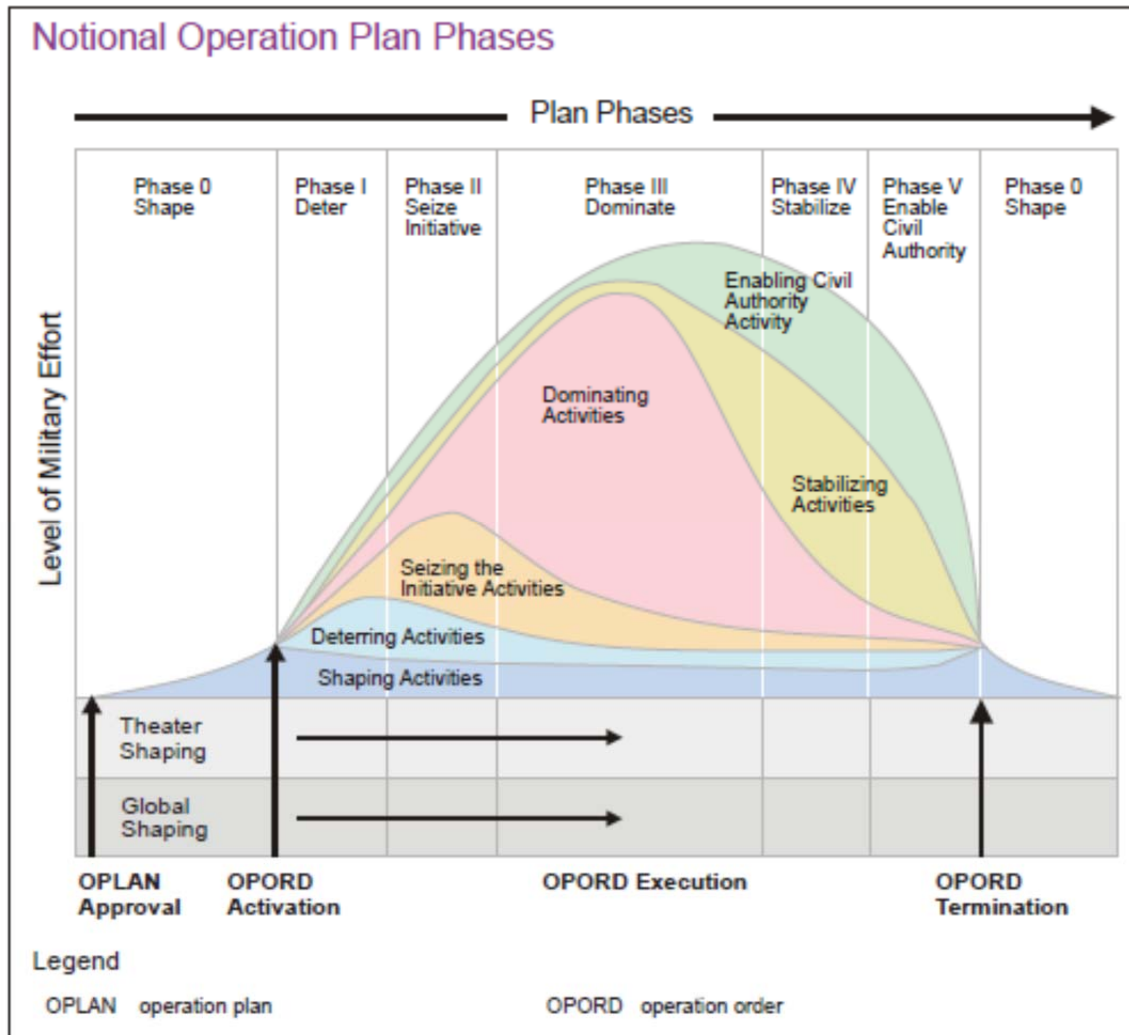 Notional Operation Plan Phases
Plan Phases
Phase 0
Shape
Phase I
Deter
Phase II
Seize
Initiative
Phase III
Dominate
Phase IV
Stabilize
Phase V
Enable
Civil
Authority
Phase 0
Shape
Level of Military Effort
Enabling Civil
Authority
Activity
Dominating
Activities
Stabilizing
Activities
Seizing the
Initiative Activities
Deterring Activities
Shaping Activities
Theater
Shaping
Global
Shaping
OPLAN
Approval
OPORD
Activation
OPORD Execution
OPORD
Termination
Legend
OPLAN operation plan
OPORD operation order